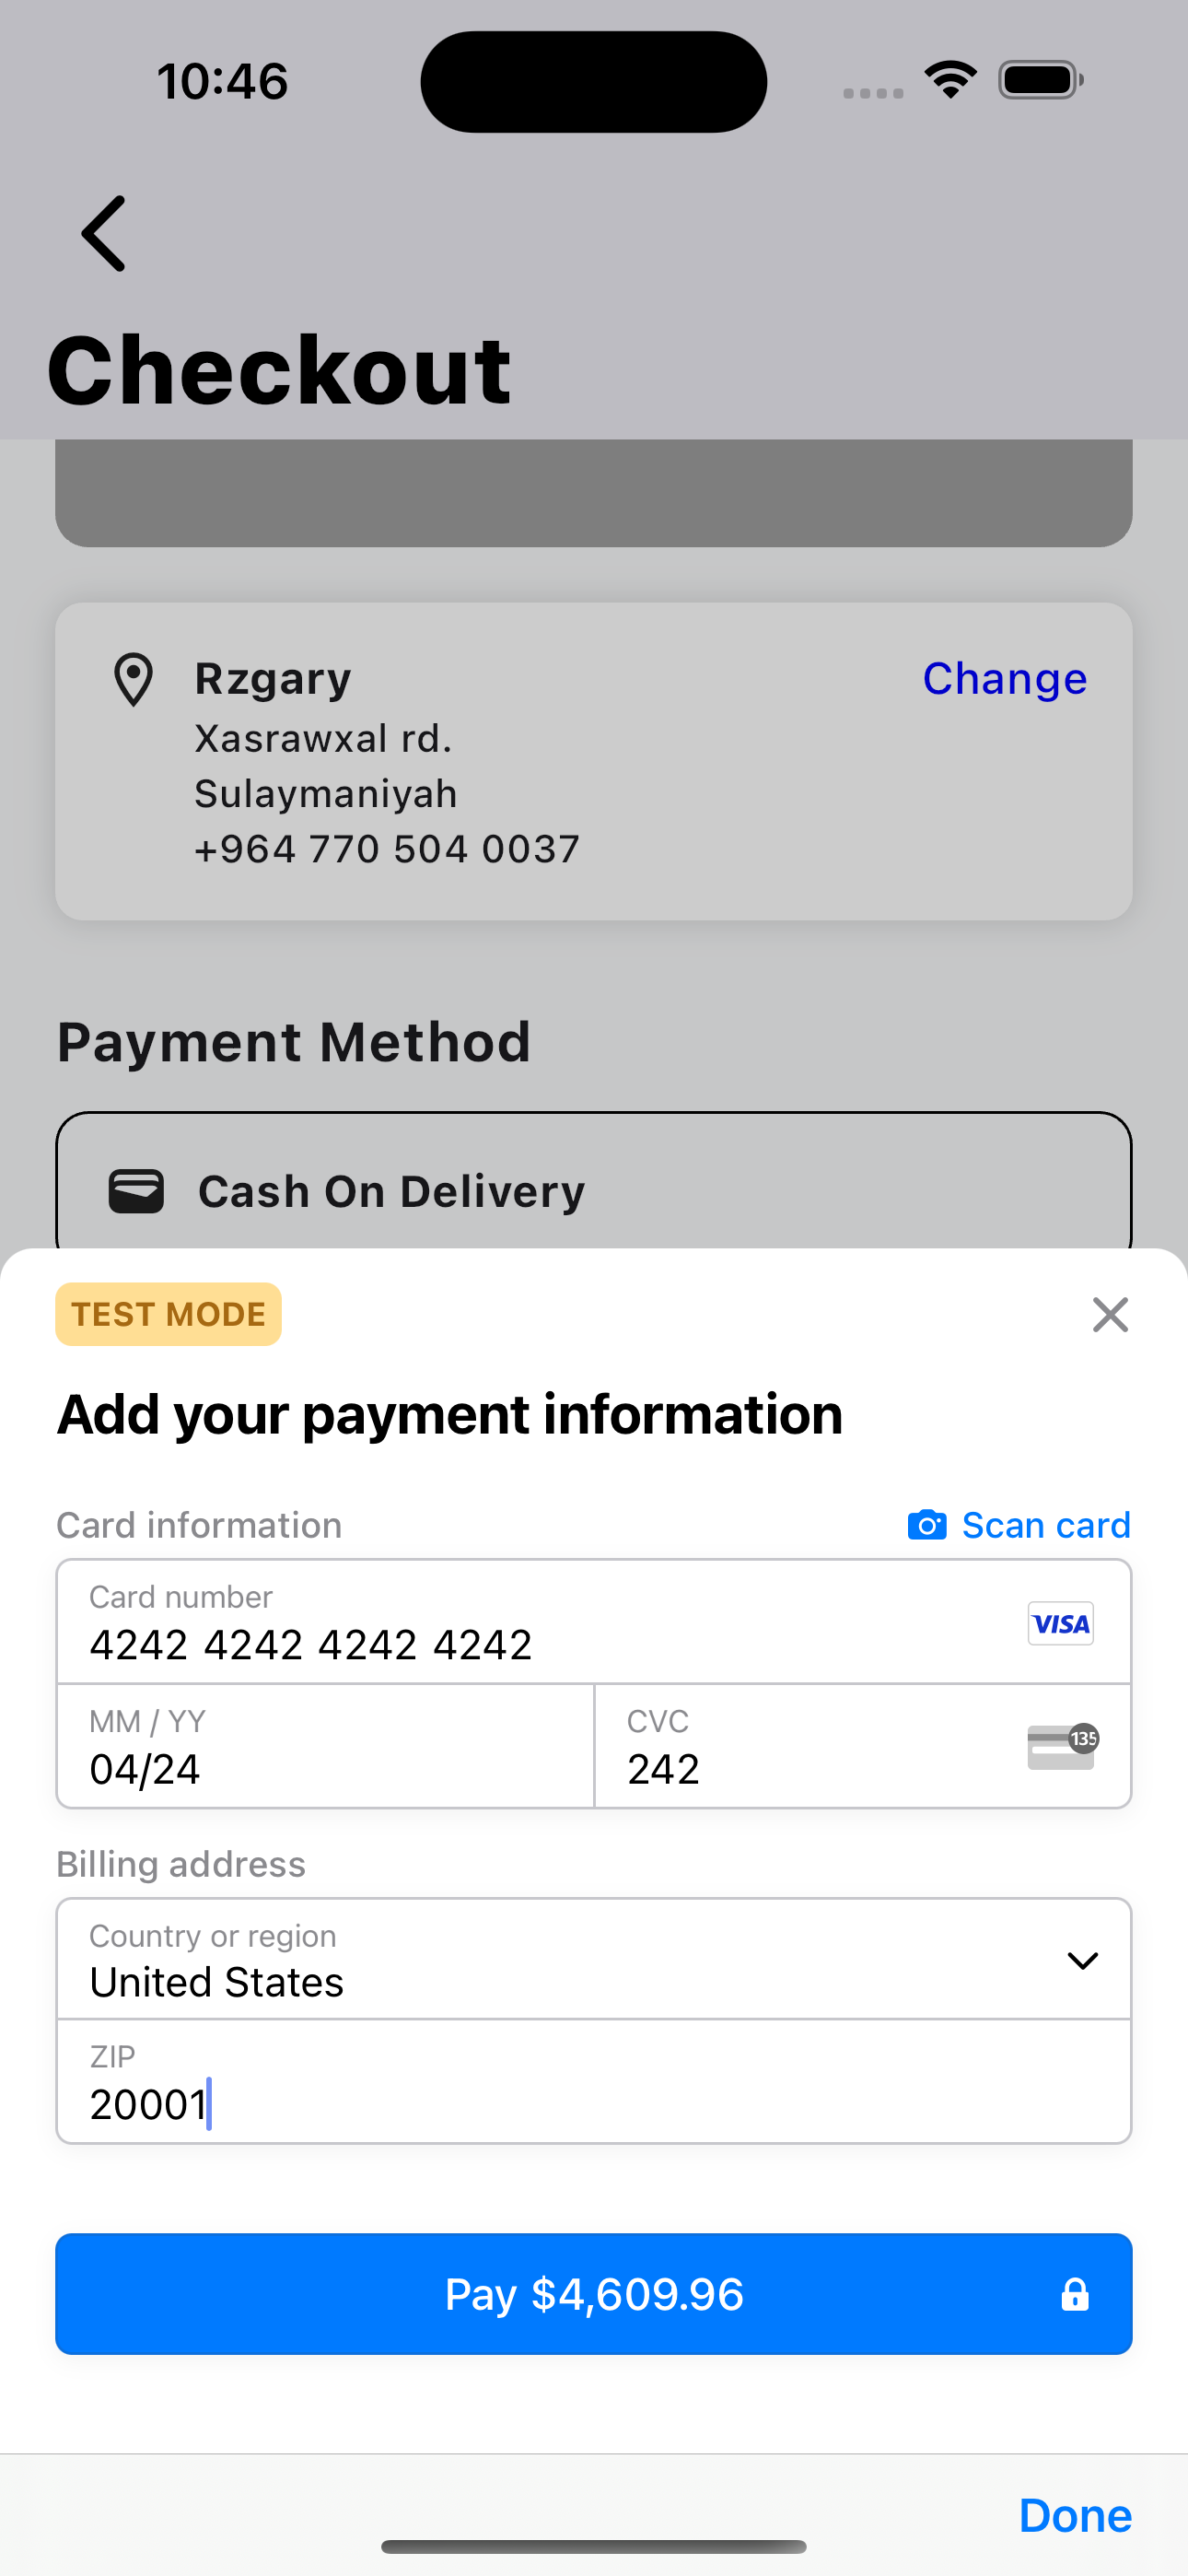 10:46
Checkout
Rzgary
Change
Xasrawxal rd.
Sulaymaniyah
+964 770 504 0037
Payment Method
Cash On Delivery
TEST MODE
Add your payment information
Card information
Scan card
Card number
4242 4242 4242 4242
VISA
MM / YY
04/24
CVC
242
135
Billing address
Country or region
United States
ZIP
20001
Pay $4,609.96
Done